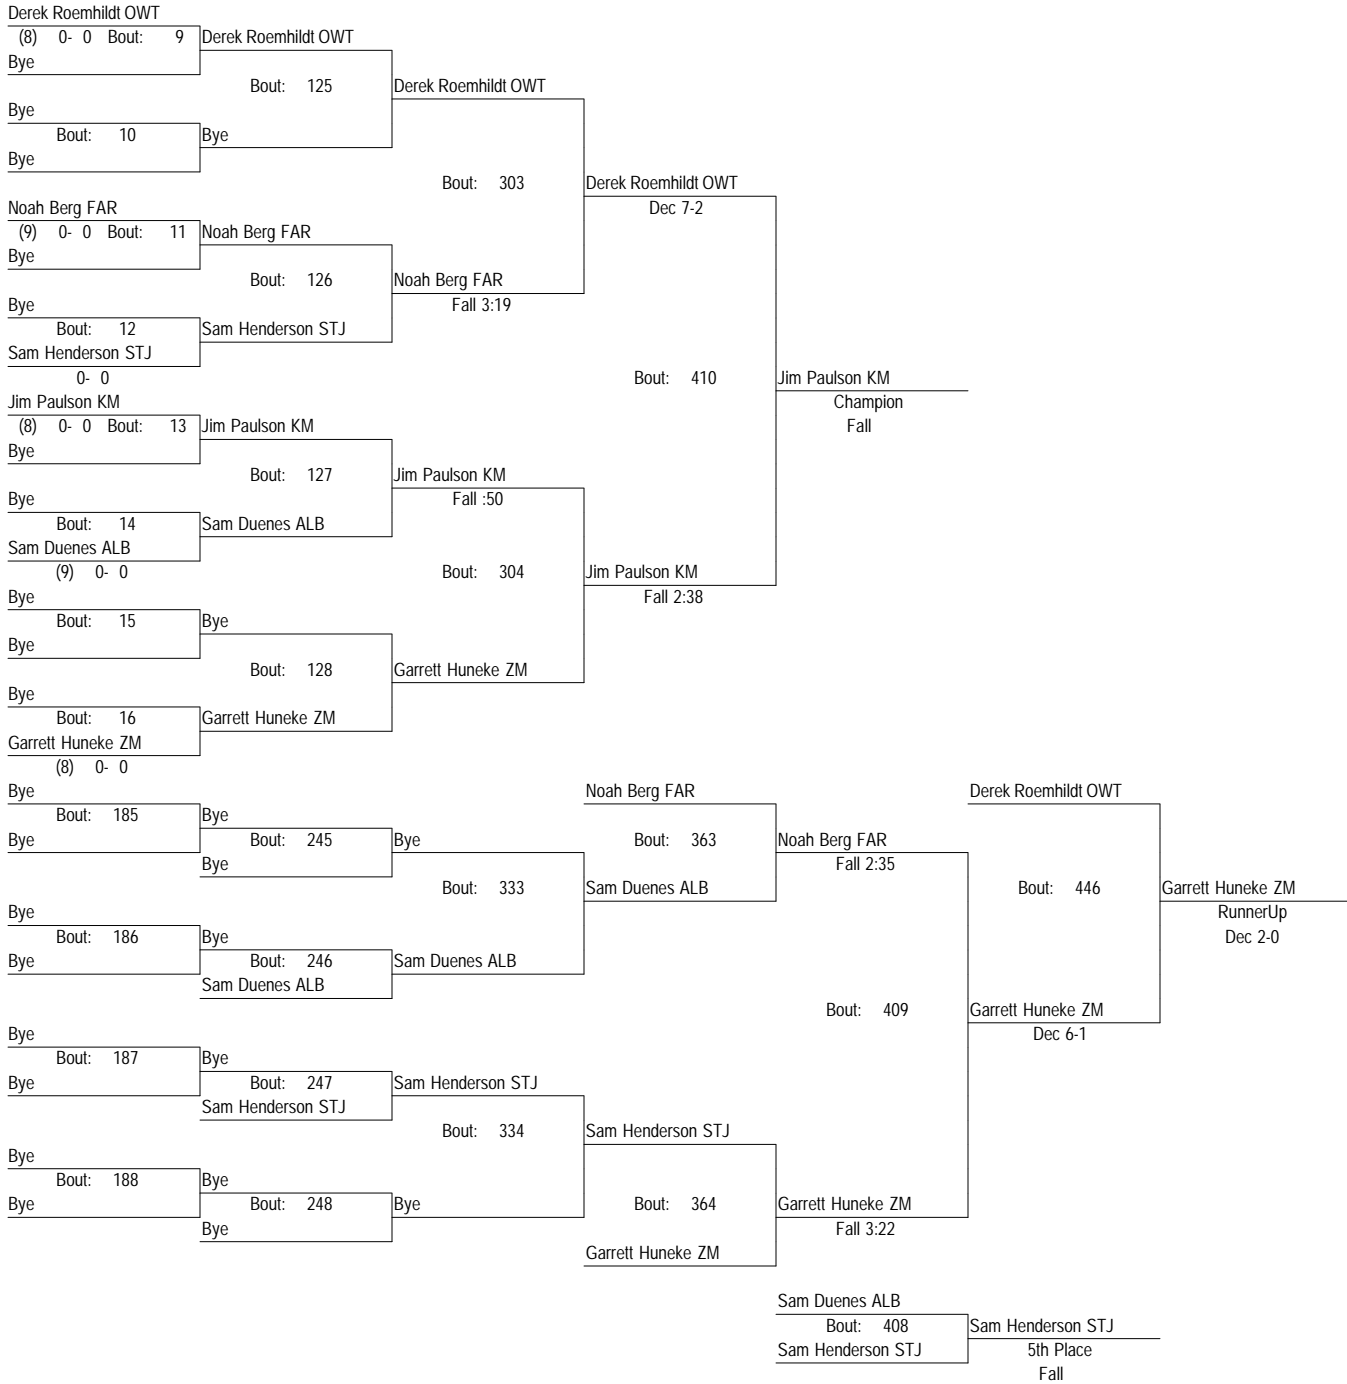 Derek Roemhildt OWT
(8) 0- 0 Bout: 9 Derek Roemhildt OWT
Bye
Bout: 125 Derek Roemhildt OWT
Bye
Bout: 10 Bye
Bye
Bout: 303 Derek Roemhildt OWT
Dec 7-2
Noah Berg FAR
(9) 0- 0 Bout: 11 Noah Berg FAR
Bye
Bout: 126 Noah Berg FAR
Fall 3:19
Bye
Bout: 12 Sam Henderson STJ
Sam Henderson STJ
0- 0
Bout: 410 Jim Paulson KM
Champion
Fall
Jim Paulson KM
(8) 0- 0 Bout: 13 Jim Paulson KM
Bye
Bout: 127 Jim Paulson KM
Fall :50
Bye
Bout: 14 Sam Duenes ALB
Sam Duenes ALB
(9) 0- 0
Bout: 304 Jim Paulson KM
Fall 2:38
Bye
Bout: 15 Bye
Bye
Bout: 128 Garrett Huneke ZM
Bye
Bout: 16 Garrett Huneke ZM
Garrett Huneke ZM
(8) 0- 0
Bye
Noah Berg FAR
Derek Roemhildt OWT
Bout: 185 Bye
Bye
Bout: 245 Bye
Bout: 363 Noah Berg FAR
Fall 2:35
Bye
Bout: 333 Sam Duenes ALB
Bout: 446 Garrett Huneke ZM
RunnerUp
Dec 2-0
Bye
Bout: 186 Bye
Bye
Bout: 246 Sam Duenes ALB
Sam Duenes ALB
Bout: 409 Garrett Huneke ZM
Dec 6-1
Bye
Bout: 187 Bye
Bye
Bout: 247 Sam Henderson STJ
Sam Henderson STJ
Bout: 334 Sam Henderson STJ
Bye
Bout: 188 Bye
Bye
Bout: 248 Bye
Bout: 364 Garrett Huneke ZM
Fall 3:22
Bye
Garrett Huneke ZM
Sam Duenes ALB
Bout: 408 Sam Henderson STJ
Sam Henderson STJ
5th Place
Fall